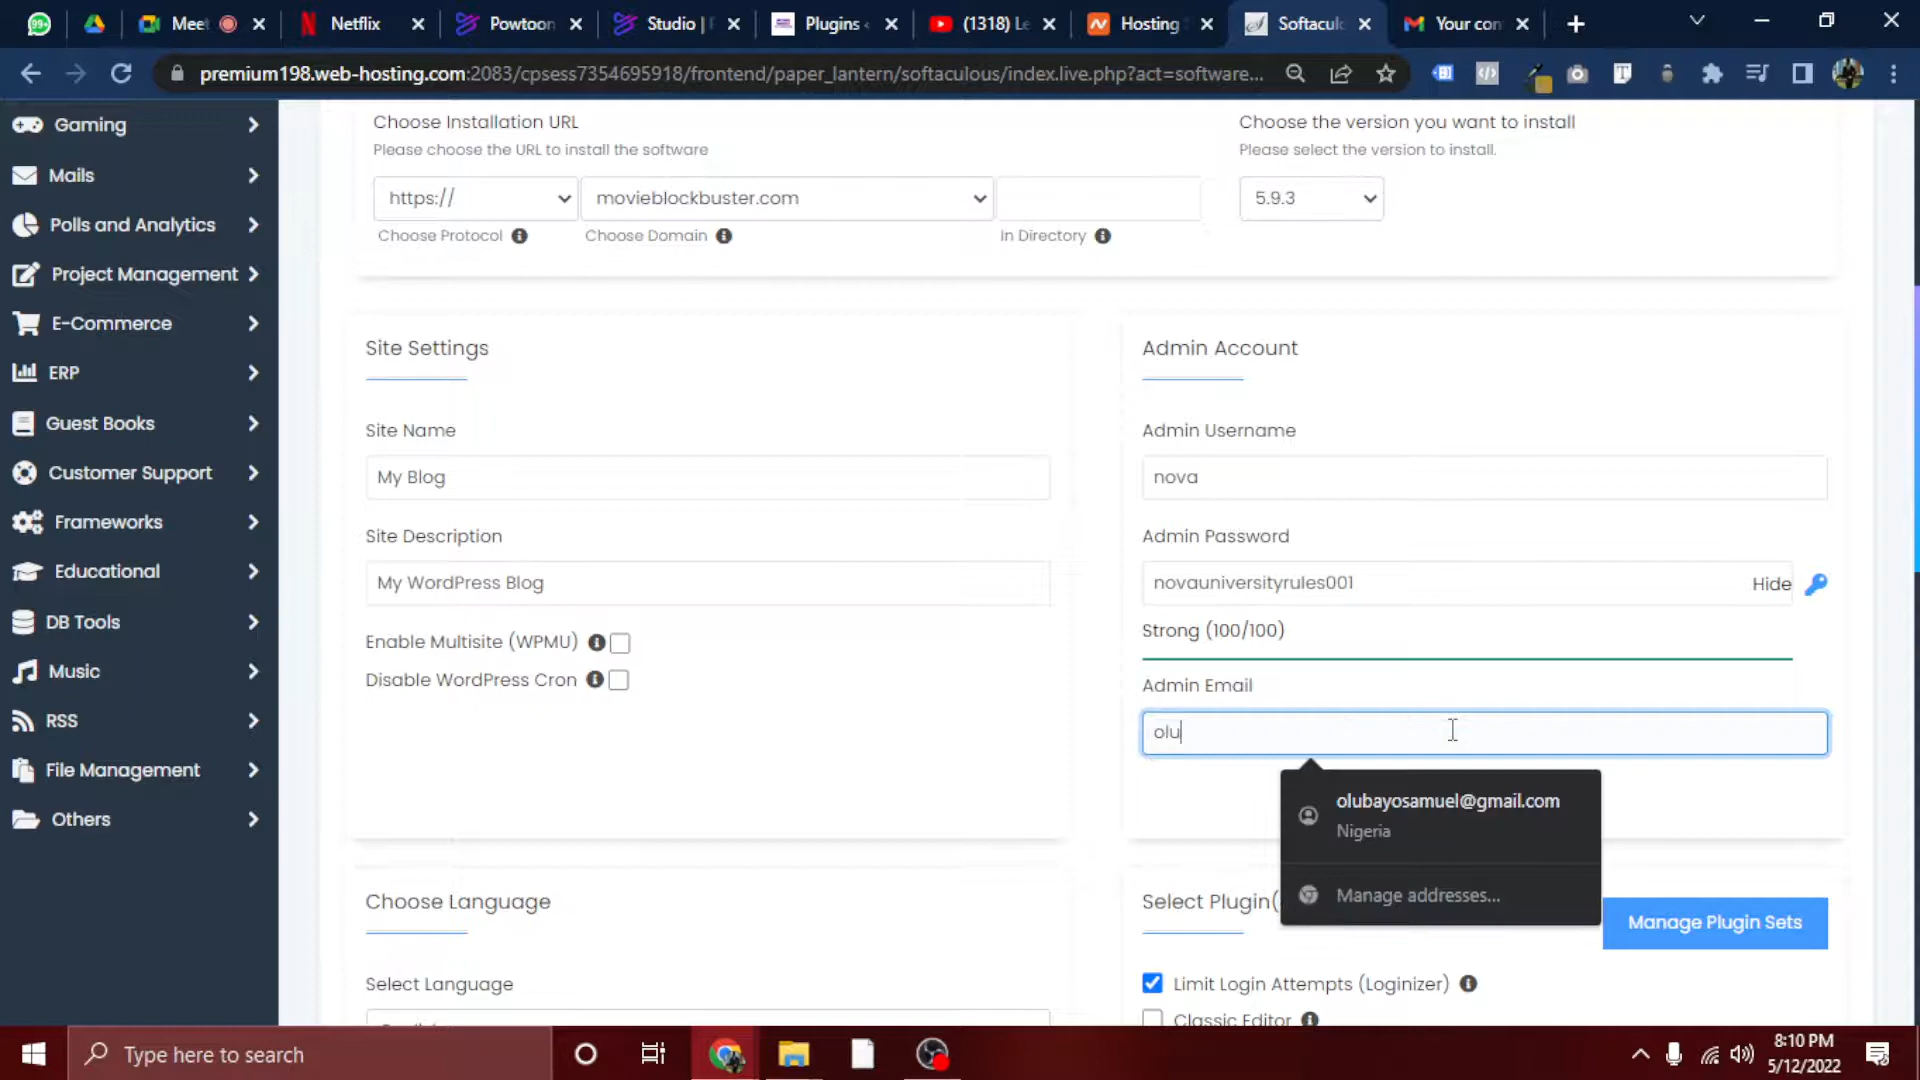 99+
Meet
Netflix
Powtoon
Studio |
Plugins
(1318) Le
Hosting
Softacul
Your con
premium198.web-hosting.com:2083/cpsess7354695918/frontend/paper_lantern/softaculous/index.live.php?act=software...
Gaming
Mails
Polls and Analytics
Project Management
E-Commerce
ERP
Guest Books
Customer Support
Frameworks
Educational
DB Tools
Music
RSS
File Management
Others
Choose Installation URL
Please choose the URL to install the software
https://
movieblockbuster.com
Choose Protocol
Choose Domain
In Directory
Choose the version you want to install
Please select the version to install.
5.9.3
Site Settings
Site Name
My Blog
Site Description
My WordPress Blog
Enable Multisite (WPMU)
Disable WordPress Cron
Admin Account
Admin Username
nova
Admin Password
novauniversityrules001
Hide
Strong (100/100)
Admin Email
olu
olubayosamuel@gmail.com
Nigeria
Manage addresses...
Choose Language
Select Language
Select Plugin(
Manage Plugin Sets
Limit Login Attempts (Loginizer)
Classic Editor
Type here to search
8:10 PM
5/12/2022